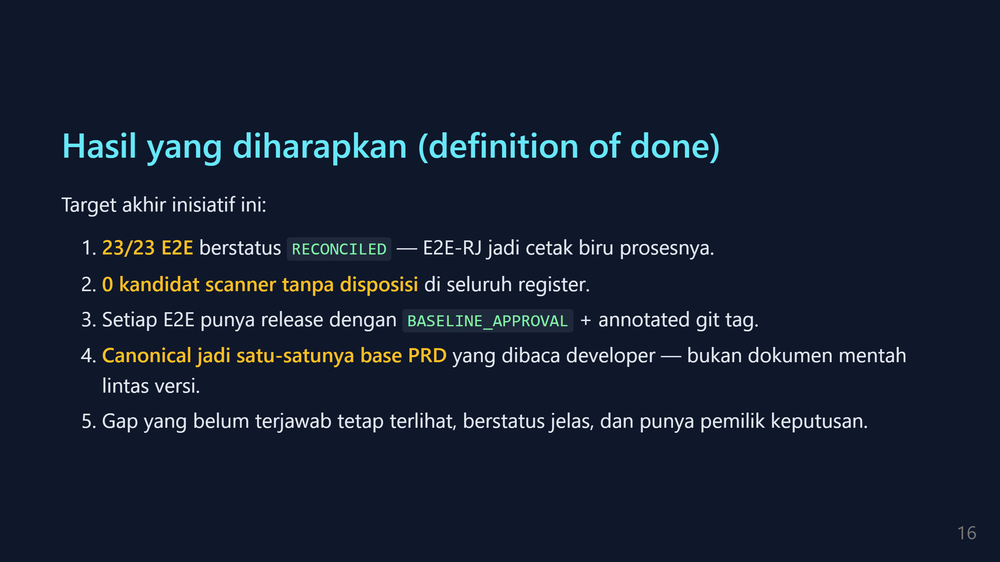 Hasil yang diharapkan (definition of done)
Target akhir inisiatif ini:
1. 23/23 E2E berstatus RECONCILED — E2E-RJ jadi cetak biru prosesnya.
2. 0 kandidat scanner tanpa disposisi di seluruh register.
3. Setiap E2E punya release dengan BASELINE_APPROVAL + annotated git tag.
4. Canonical jadi satu-satunya base PRD yang dibaca developer — bukan dokumen mentah
lintas versi.
5. Gap yang belum terjawab tetap terlihat, berstatus jelas, dan punya pemilik keputusan.
16